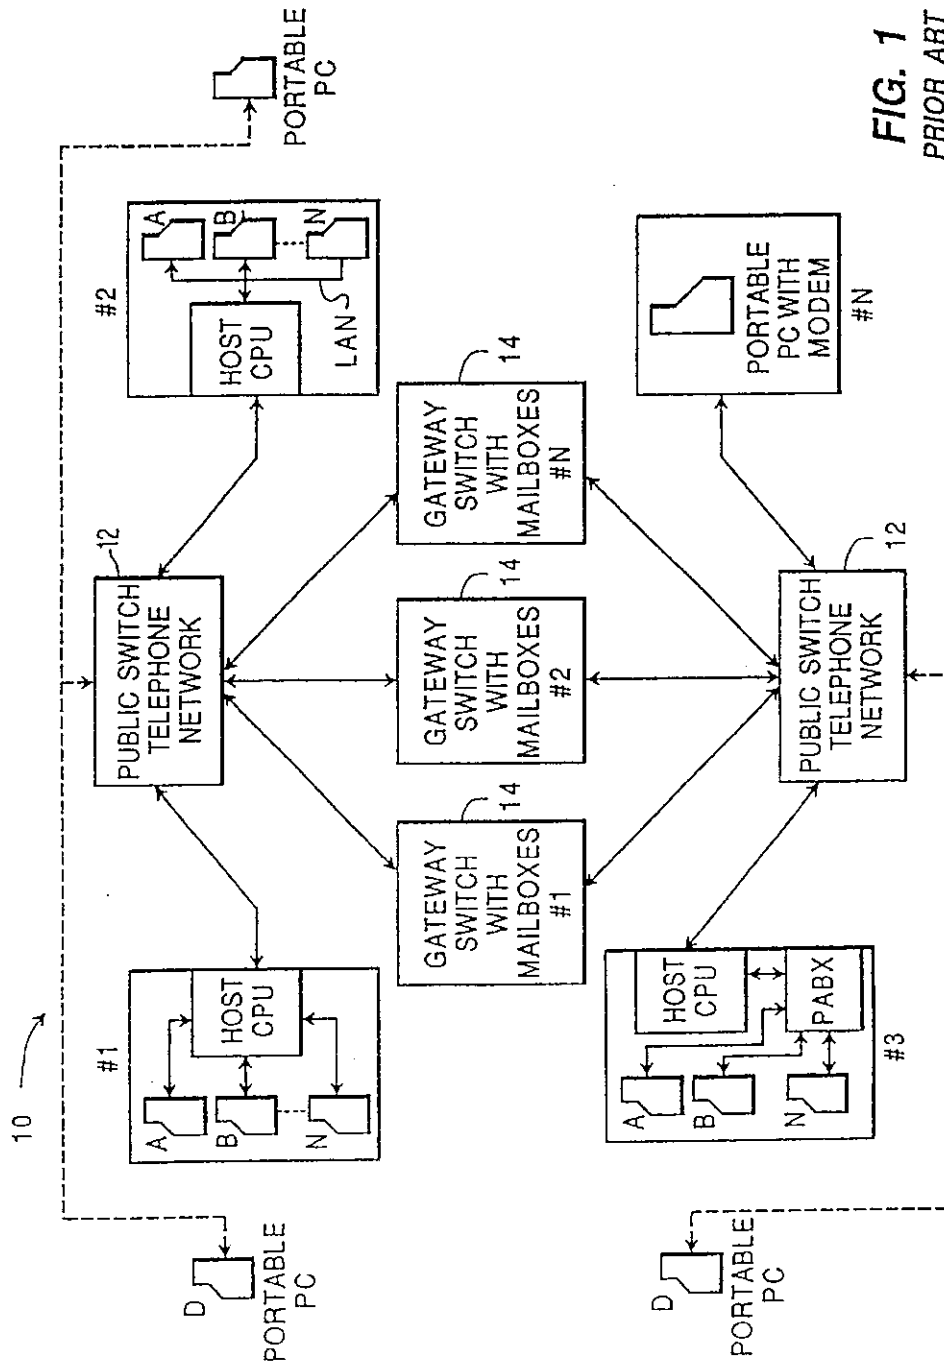 10
D
PORTABLE
PC
PORTABLE
PC
#1
A
B
N
HOST
CPU
12
PUBLIC SWITCH
TELEPHONE
NETWORK
#2
HOST
CPU
LAN
A
B
N
14
GATEWAY
SWITCH
WITH
MAILBOXES
#1
14
GATEWAY
SWITCH
WITH
MAILBOXES
#2
14
GATEWAY
SWITCH
WITH
MAILBOXES
#N
D
PORTABLE
PC
A
B
N
HOST
CPU
PABX
#3
12
PUBLIC SWITCH
TELEPHONE
NETWORK
PORTABLE
PC WITH
MODEM
#N
FIG. 1
PRIOR ART